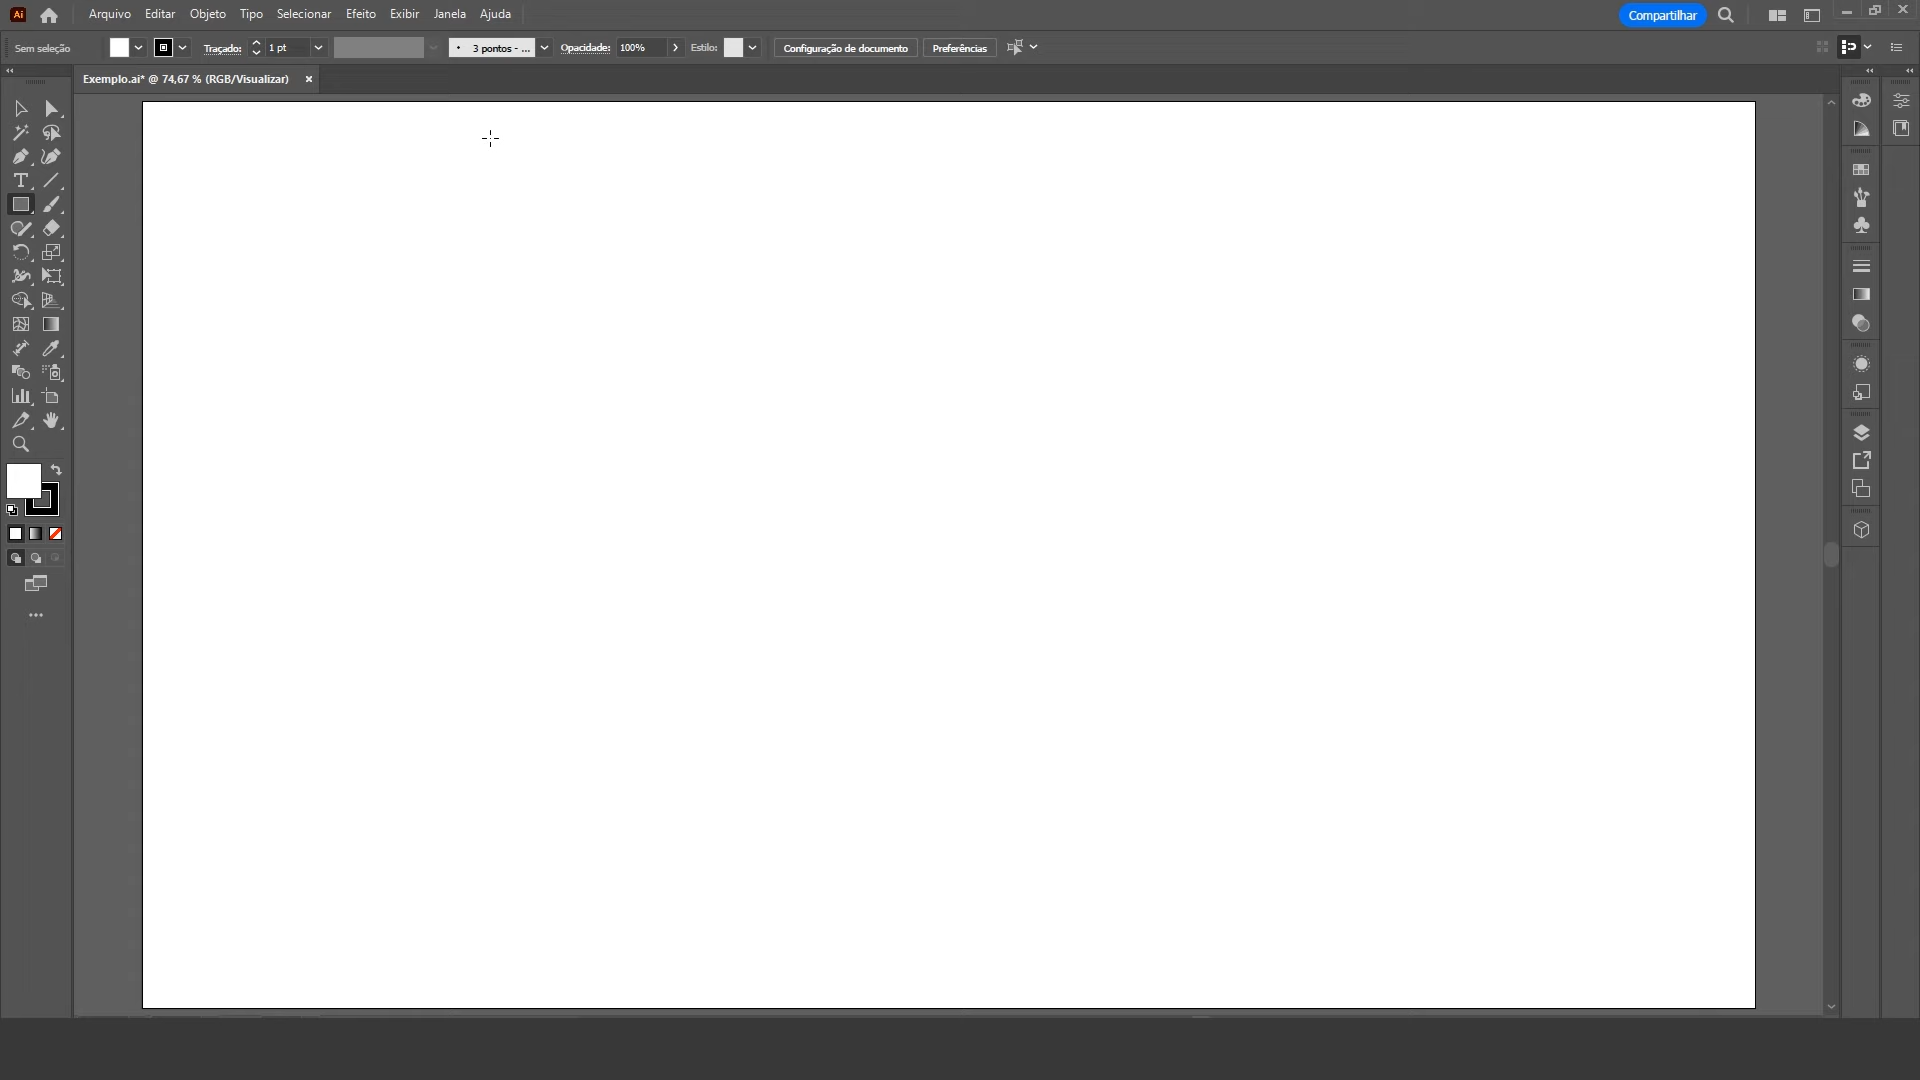 Ai Arquivo Editar Objeto Tipo Selecionar Efeito Exibir Janela Ajuda Compartilhar
Sem seleção Traçado: 1 pt 3 pontos - ... Opacidade: 100% Estilo: Configuração de documento Preferências
Exemplo.ai* @ 74,67 % (RGB/Visualizar)